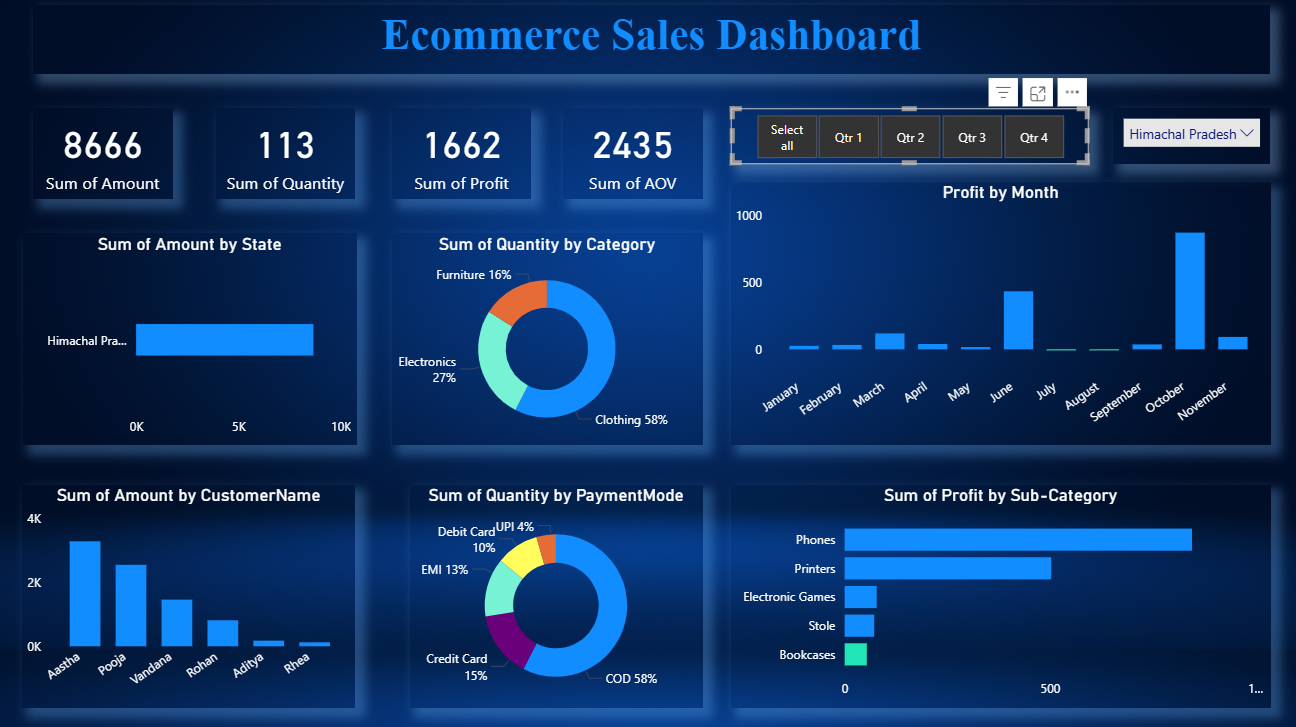 Ecommerce Sales Dashboard
8666
Sum of Amount
113
Sum of Quantity
1662
Sum of Profit
2435
Sum of AOV
Select
all
Qtr 1
Qtr 2
Qtr 3
Qtr 4
Himachal Pradesh
Sum of Amount by State
Himachal Pra...
0K
5K
10K
Sum of Quantity by Category
Furniture 16%
Electronics
27%
Clothing 58%
Profit by Month
1000
500
0
January
February
March
April
May
June
July
August
September
October
November
Sum of Amount by CustomerName
4K
2K
0K
Aastha
Pooja
Vandana
Rohan
Aditya
Rhea
Sum of Quantity by PaymentMode
UPI 4%
Debit Card
10%
EMI 13%
Credit Card
15%
COD 58%
Sum of Profit by Sub-Category
Phones
Printers
Electronic Games
Stole
Bookcases
0
500
1...